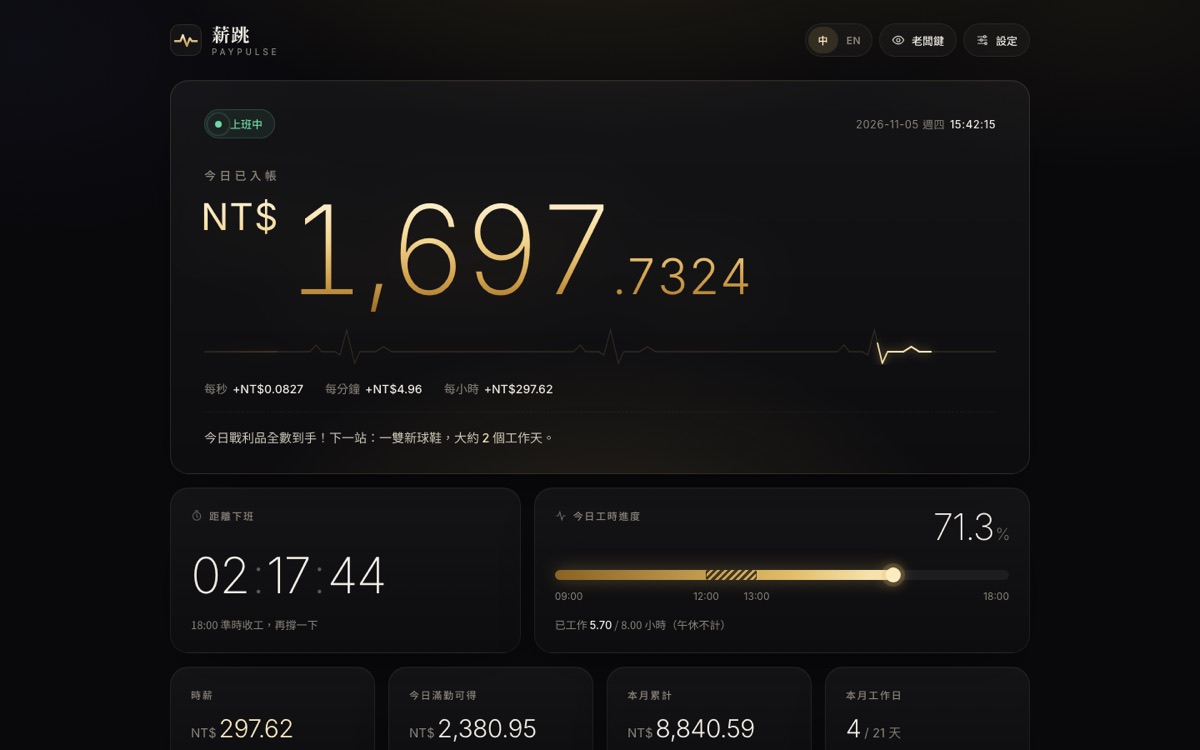 薪跳
PAYPULSE
中 EN 老闆鍵 設定
上班中
2026-11-05 週四 15:42:15
今日已入帳
NT$ 1,697.7324
每秒 +NT$0.0827 每分鐘 +NT$4.96 每小時 +NT$297.62
今日戰利品全數到手！下一站：一雙新球鞋，大約 2 個工作天。
距離下班
02:17:44
18:00 準時收工，再撐一下
今日工時進度
71.3%
09:00 12:00 13:00 18:00
已工作 5.70 / 8.00 小時（午休不計）
時薪
NT$ 297.62
今日滿勤可得
NT$ 2,380.95
本月累計
NT$ 8,840.59
本月工作日
4 / 21 天